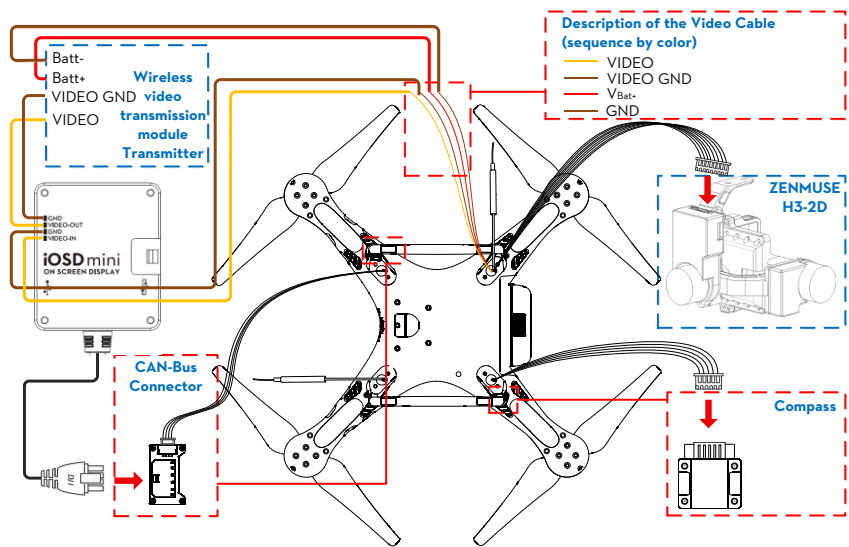 Description of the Video Cable
(sequence by color)
VIDEO
VIDEO GND
VBat+
GND
Batt-
Batt+
VIDEO GND
VIDEO
Wireless
video
transmission
module
Transmitter
ZENMUSE
H3-2D
GND
VIDEO-OUT
GND
VIDEO-IN
iOSD mini
ON SCREEN DISPLAY
CAN-Bus
Connector
Compass